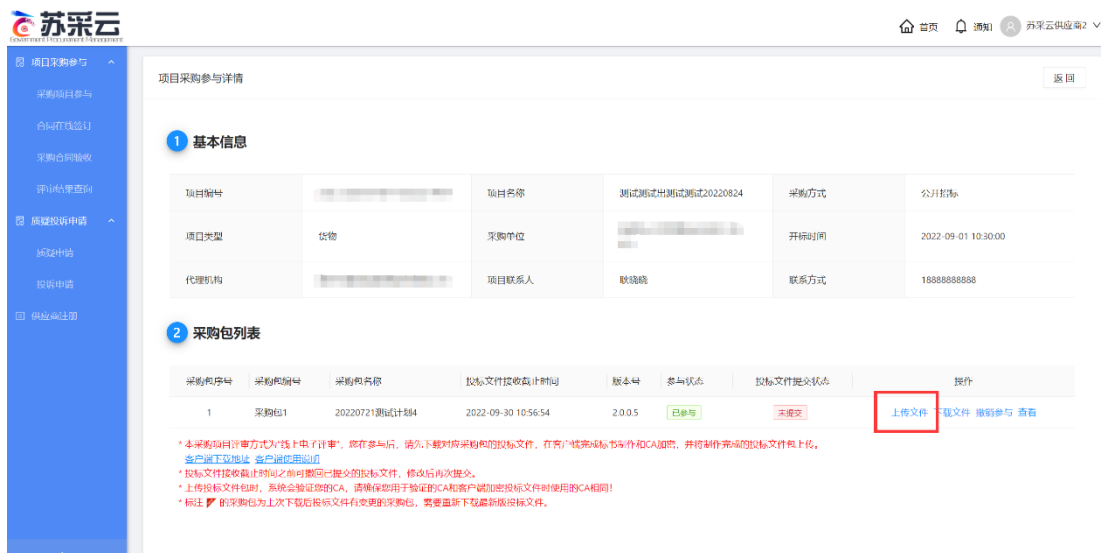 苏采云
Government Procurement Management
首页 通知 苏采云供应商2
项目采购参与
采购项目参与
合同在线签订
采购合同验收
评审结果查询
质疑投诉申请
质疑申请
投诉申请
供应商注册
项目采购参与详情 返回
1 基本信息
项目编号 项目名称 测试测试出测试测试20220824 采购方式 公开招标
项目类型 货物 采购单位 开标时间 2022-09-01 10:30:00
代理机构 项目联系人 耿晓晓 联系方式 18888888888
2 采购包列表
采购包序号 采购包编号 采购包名称 投标文件接收截止时间 版本号 参与状态 投标文件提交状态 操作
1 采购包1 20220721测试计划4 2022-09-30 10:56:54 2.0.0.5 已参与 未提交 上传文件 下载文件 撤销参与 查看
* 本采购项目评审方式为“线上电子评审”，您在参与后，请先下载对应采购包的投标文件，在客户端完成标书制作和CA加密，并将制作完成的投标文件包上传。
客户端下载地址 客户端使用说明
* 投标文件接收截止时间之前可撤回已提交的投标文件，修改后再次提交。
* 上传投标文件包时，系统会验证您的CA，请确保您用于验证的CA和客户端加密投标文件时使用的CA相同！
* 标注 的采购包为上次下载后投标文件有变更的采购包，需要重新下载最新版投标文件。